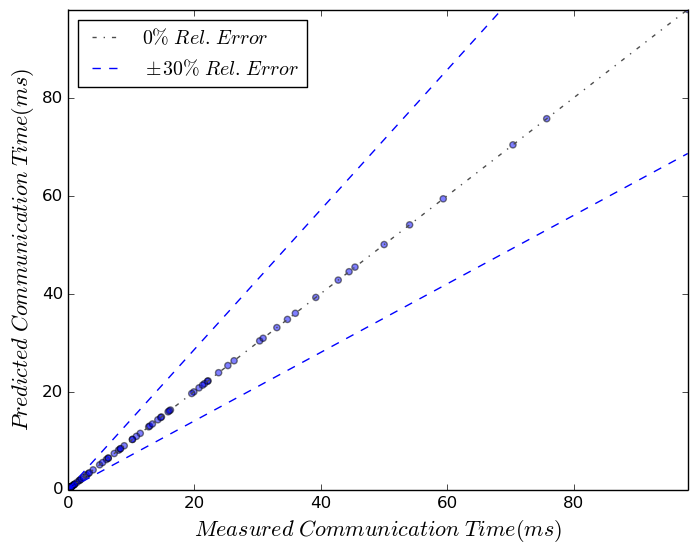 0% Rel. Error
±30% Rel. Error
Predicted Communication Time(ms)
80
60
40
20
0
0 20 40 60 80
Measured Communication Time(ms)